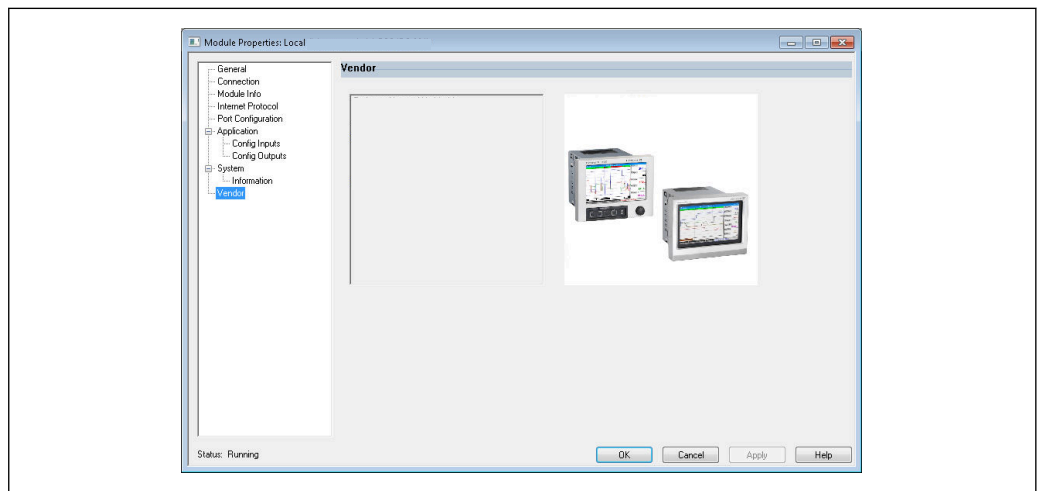 Module Properties: Local
General
Connection
Module Info
Internet Protocol
Port Configuration
Application
Config Inputs
Config Outputs
System
Information
Vendor
Vendor
Status: Running
OK
Cancel
Apply
Help